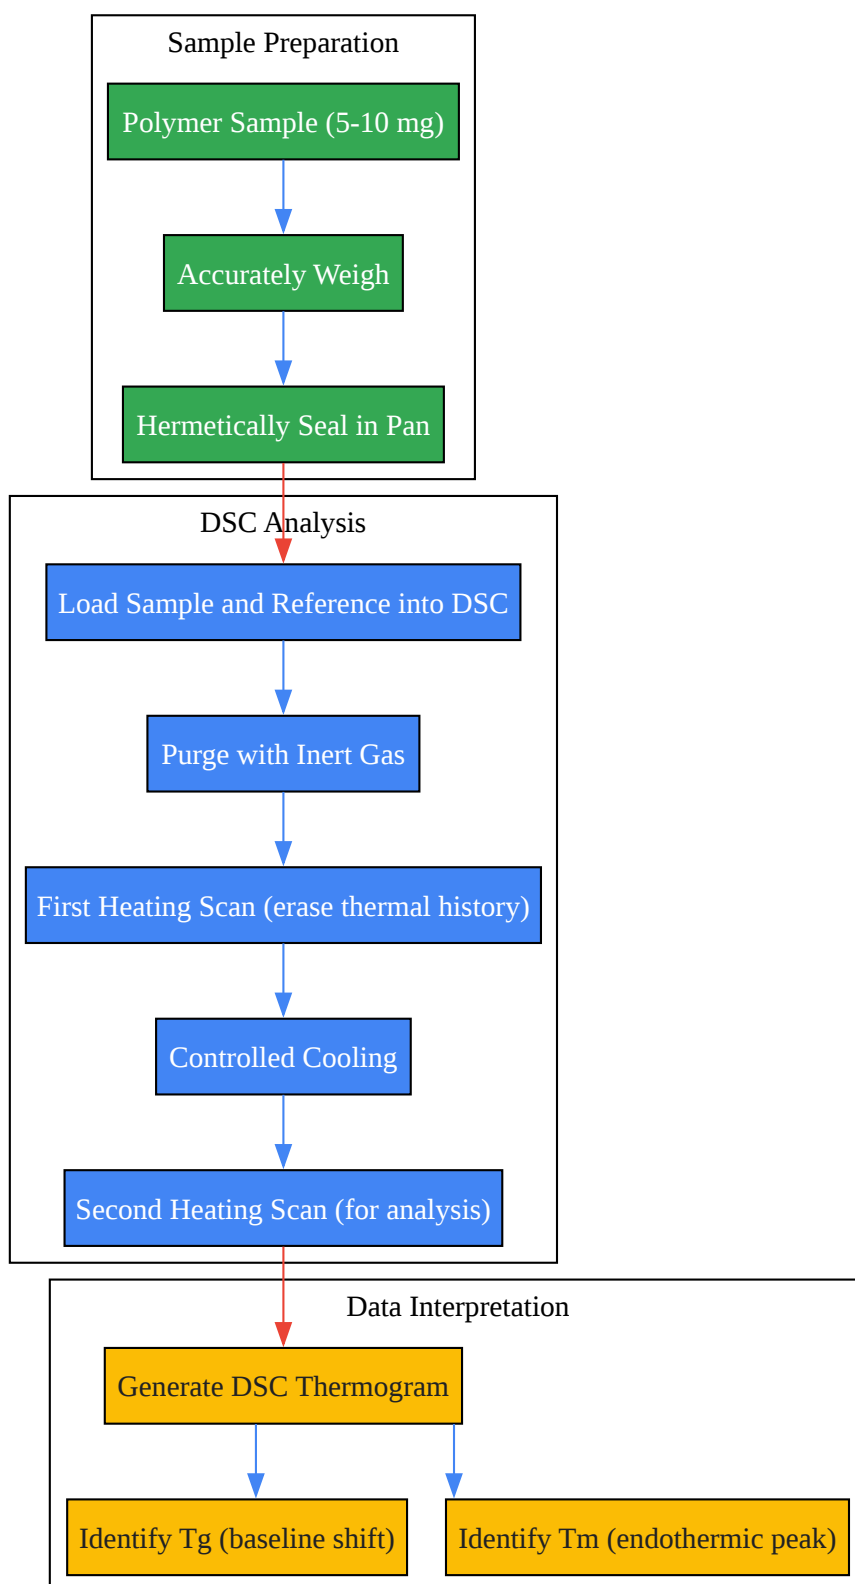 Sample Preparation
Polymer Sample (5-10 mg)
Accurately Weigh
Hermetically Seal in Pan
DSC Analysis
Load Sample and Reference into DSC
Purge with Inert Gas
First Heating Scan (erase thermal history)
Controlled Cooling
Second Heating Scan (for analysis)
Data Interpretation
Generate DSC Thermogram
Identify Tg (baseline shift)
Identify Tm (endothermic peak)